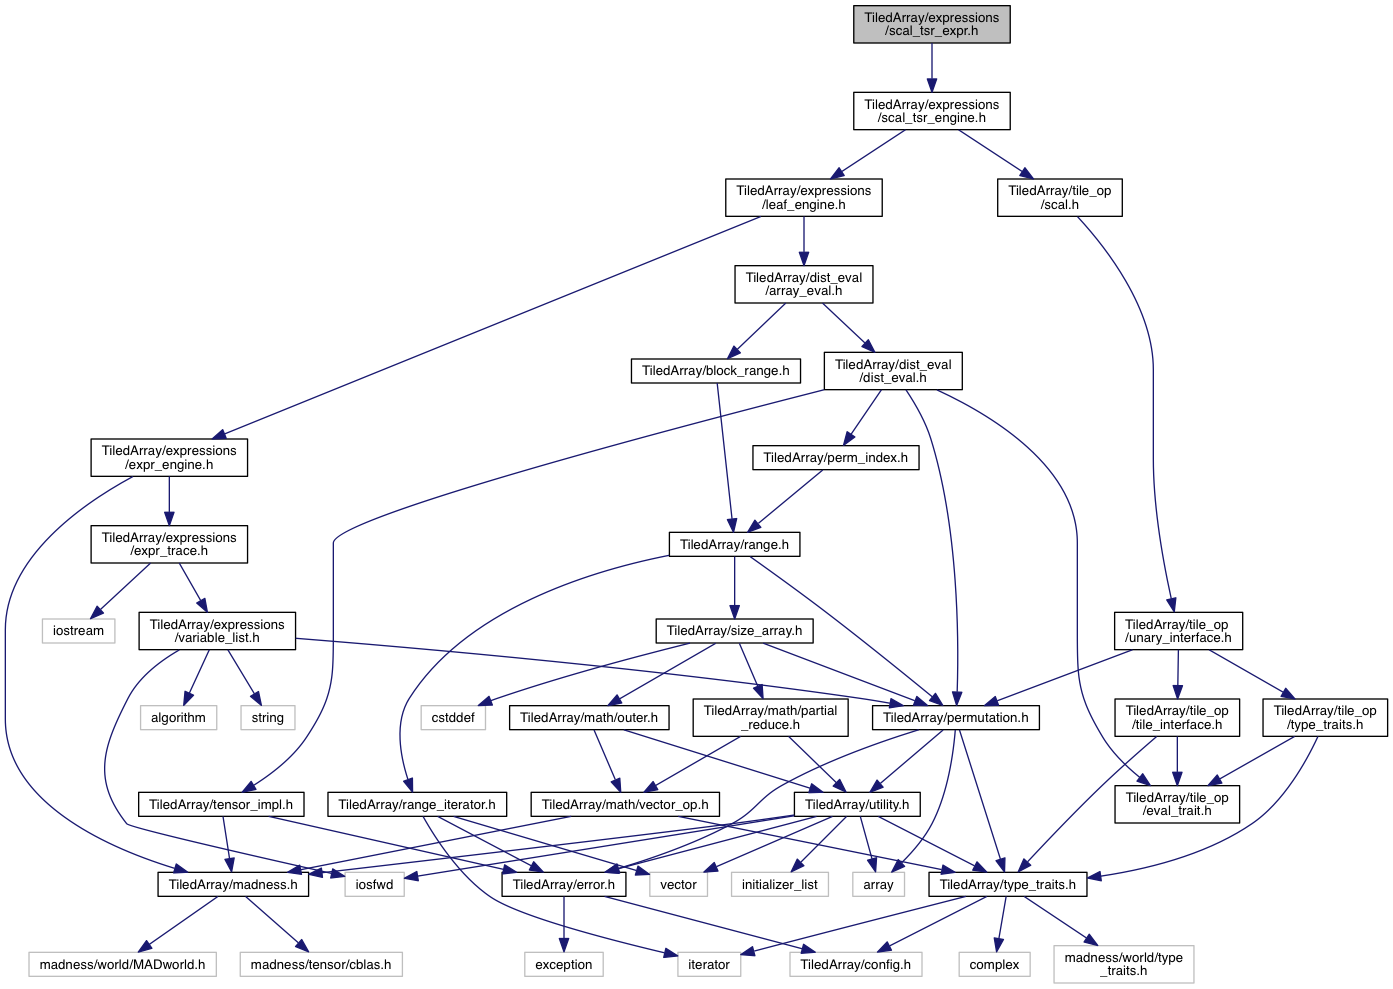 TiledArray/expressions
/scal_tsr_expr.h
TiledArray/expressions
/scal_tsr_engine.h
TiledArray/expressions
/leaf_engine.h
TiledArray/tile_op
/scal.h
TiledArray/dist_eval
/array_eval.h
TiledArray/block_range.h
TiledArray/dist_eval
/dist_eval.h
TiledArray/expressions
/expr_engine.h
TiledArray/perm_index.h
TiledArray/expressions
/expr_trace.h
TiledArray/range.h
iostream
TiledArray/expressions
/variable_list.h
TiledArray/size_array.h
TiledArray/tile_op
/unary_interface.h
algorithm
string
cstddef
TiledArray/math/outer.h
TiledArray/math/partial
_reduce.h
TiledArray/permutation.h
TiledArray/tile_op
/tile_interface.h
TiledArray/tile_op
/type_traits.h
TiledArray/tensor_impl.h
TiledArray/range_iterator.h
TiledArray/math/vector_op.h
TiledArray/utility.h
TiledArray/tile_op
/eval_trait.h
TiledArray/madness.h
iosfwd
TiledArray/error.h
vector
initializer_list
array
TiledArray/type_traits.h
madness/world/MADworld.h
madness/tensor/cblas.h
exception
iterator
TiledArray/config.h
complex
madness/world/type
_traits.h